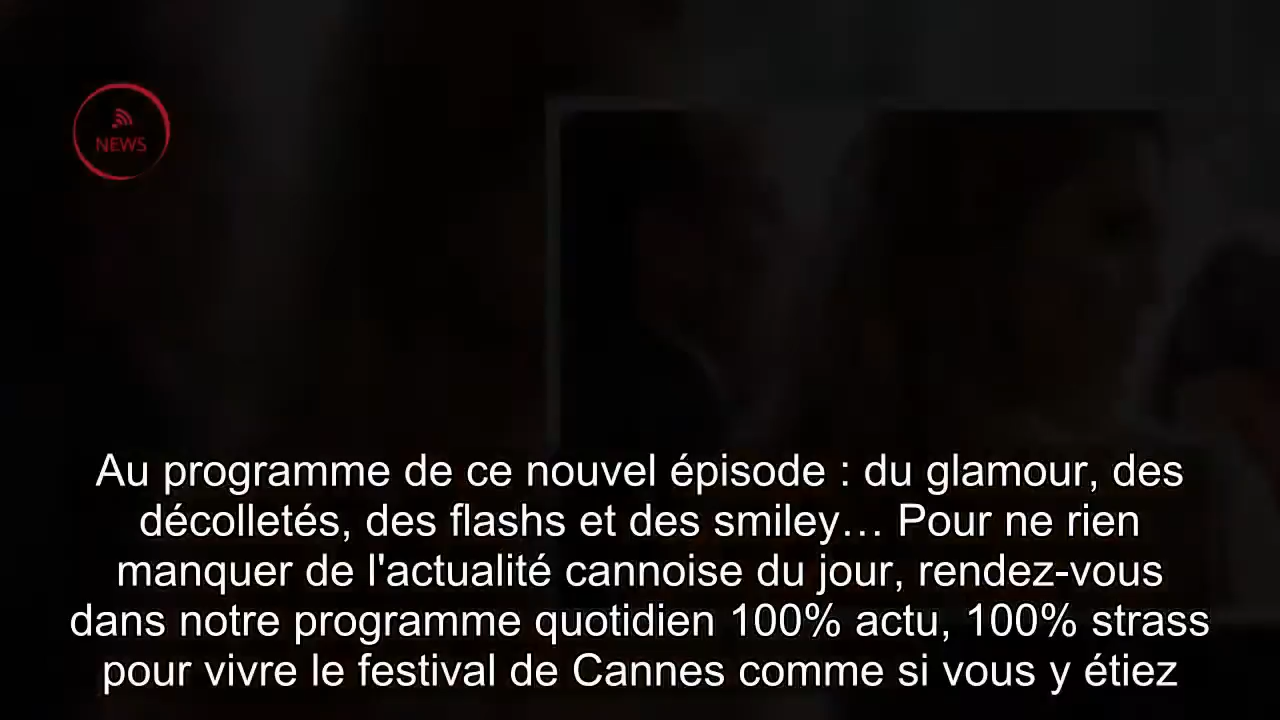 NEWS
Au programme de ce nouvel épisode : du glamour, des
décolletés, des flashs et des smiley… Pour ne rien
manquer de l'actualité cannoise du jour, rendez-vous
dans notre programme quotidien 100% actu, 100% strass
pour vivre le festival de Cannes comme si vous y étiez